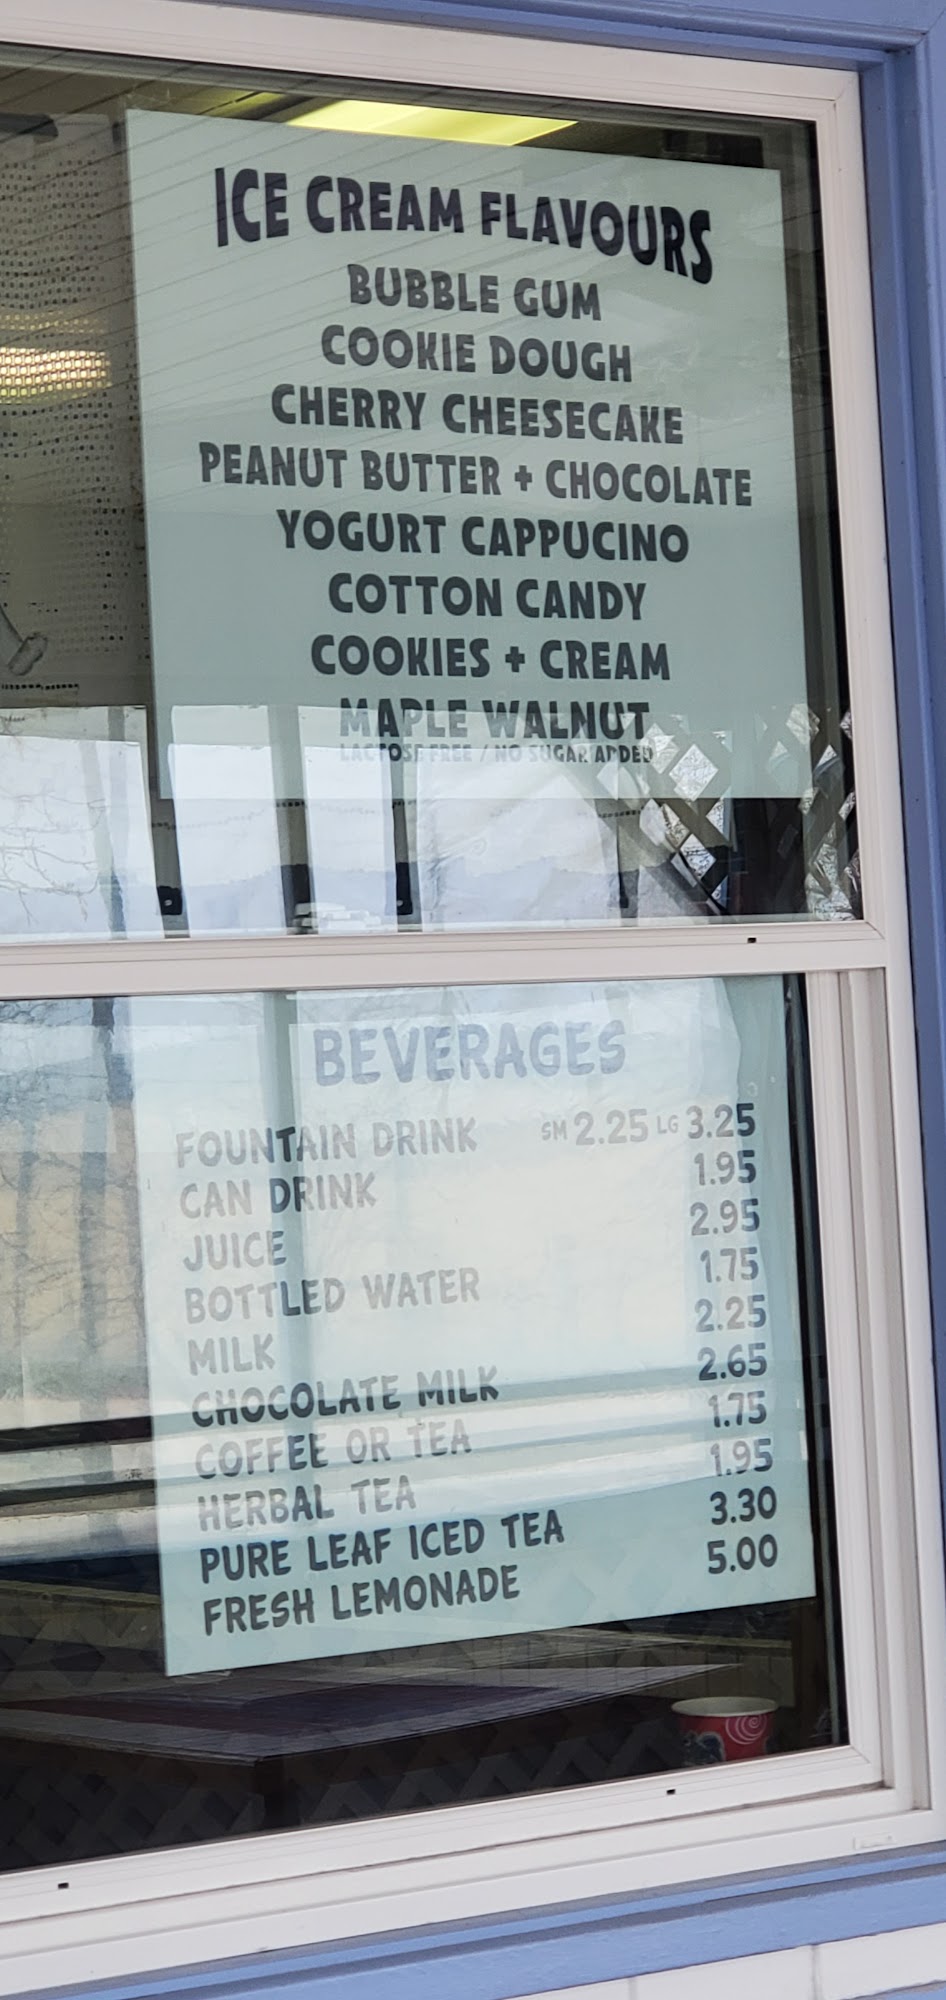 ICE CREAM FLAVOURS
BUBBLE GUM
COOKIE DOUGH
CHERRY CHEESECAKE
PEANUT BUTTER + CHOCOLATE
YOGURT CAPPUCINO
COTTON CANDY
COOKIES + CREAM
MAPLE WALNUT
LACTOSE FREE / NO SUGAR ADDED
BEVERAGES
FOUNTAIN DRINK SM 2.25 LG 3.25
CAN DRINK 1.95
JUICE 2.95
BOTTLED WATER 1.75
MILK 2.25
CHOCOLATE MILK 2.65
COFFEE OR TEA 1.75
HERBAL TEA 1.95
PURE LEAF ICED TEA 3.30
FRESH LEMONADE 5.00